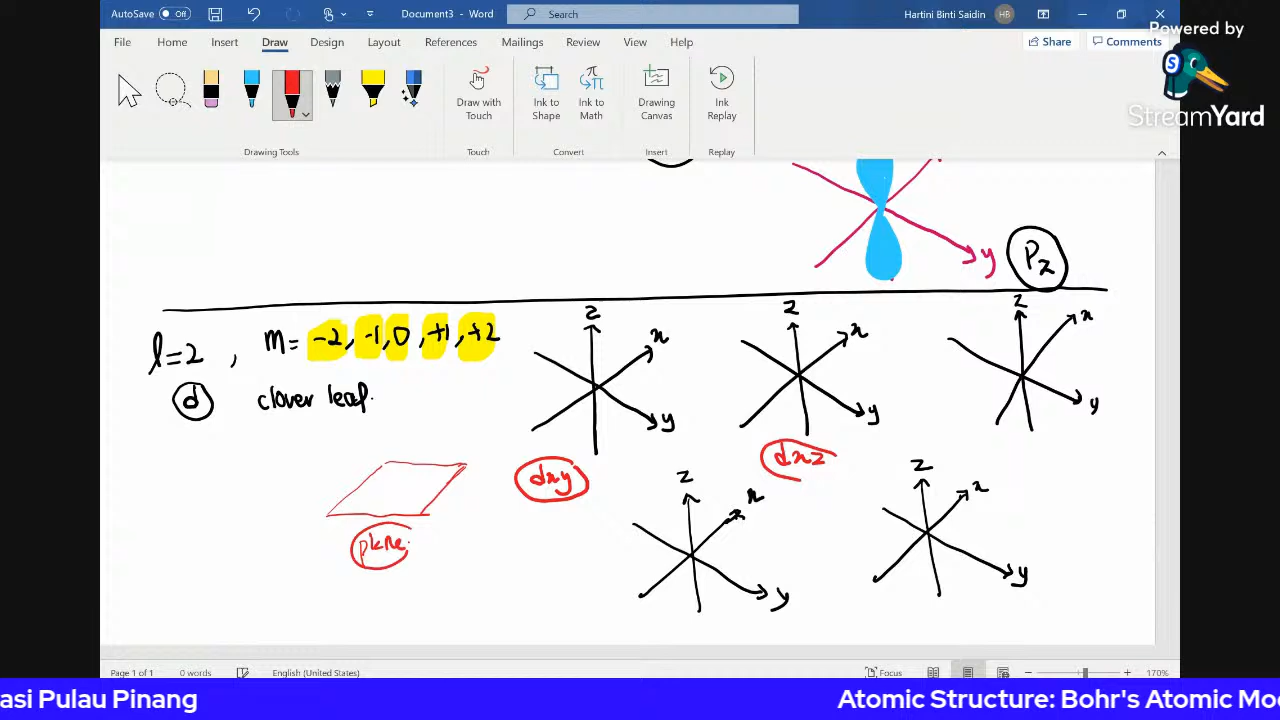 AutoSave Off Document3 - Word Search Hartini Binti Saidin HB
Powered by
StreamYard
File Home Insert Draw Design Layout References Mailings Review View Help Share Comments
Draw with Touch
Ink to Shape
Ink to Math
Drawing Canvas
Ink Replay
Drawing Tools Touch Convert Insert Replay
y
Pz
l=2, m= -2, -1, 0, +1, +2
d clover leaf.
z x y
z x y
z x y
dxy
dxz
plane.
z x y
z x y
Page 1 of 1 0 words English (United States) Focus 170%
asi Pulau Pinang Atomic Structure: Bohr's Atomic Mo